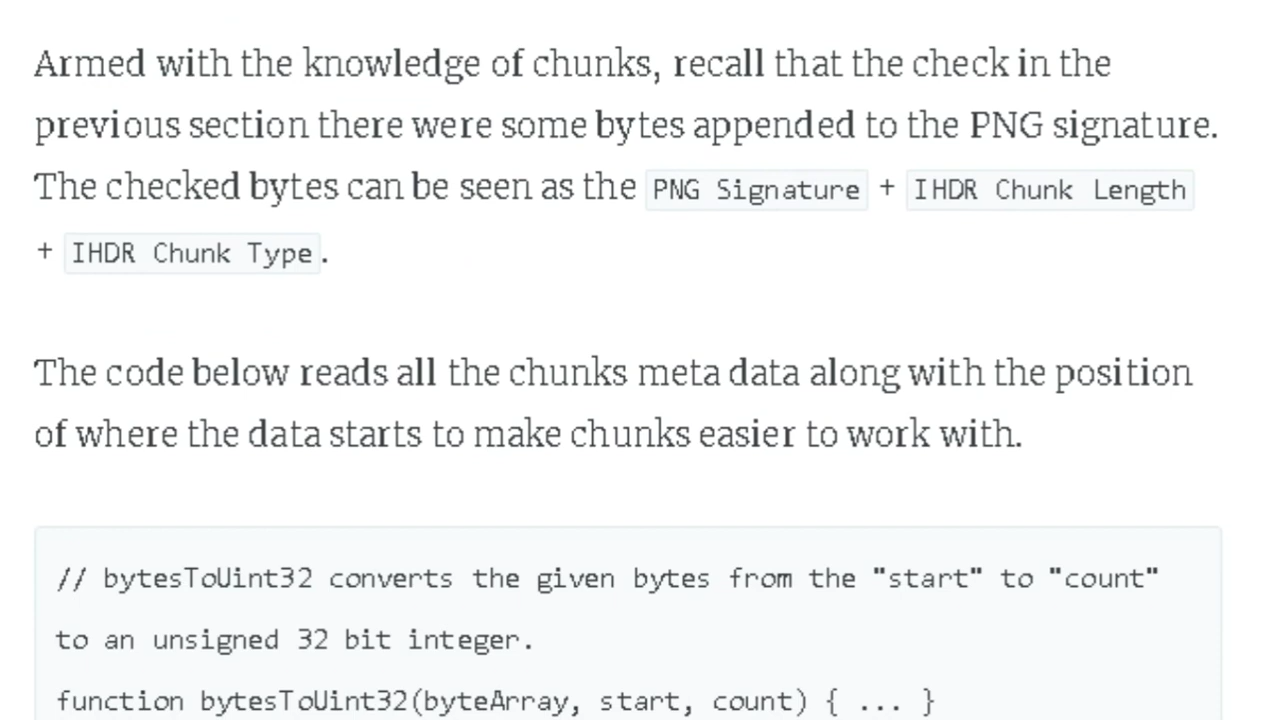 Armed with the knowledge of chunks, recall that the check in the
previous section there were some bytes appended to the PNG signature.
The checked bytes can be seen as the PNG Signature + IHDR Chunk Length
+ IHDR Chunk Type.
The code below reads all the chunks meta data along with the position
of where the data starts to make chunks easier to work with.
// bytesToUint32 converts the given bytes from the "start" to "count"
to an unsigned 32 bit integer.
function bytesToUint32(byteArray, start, count) { ... }